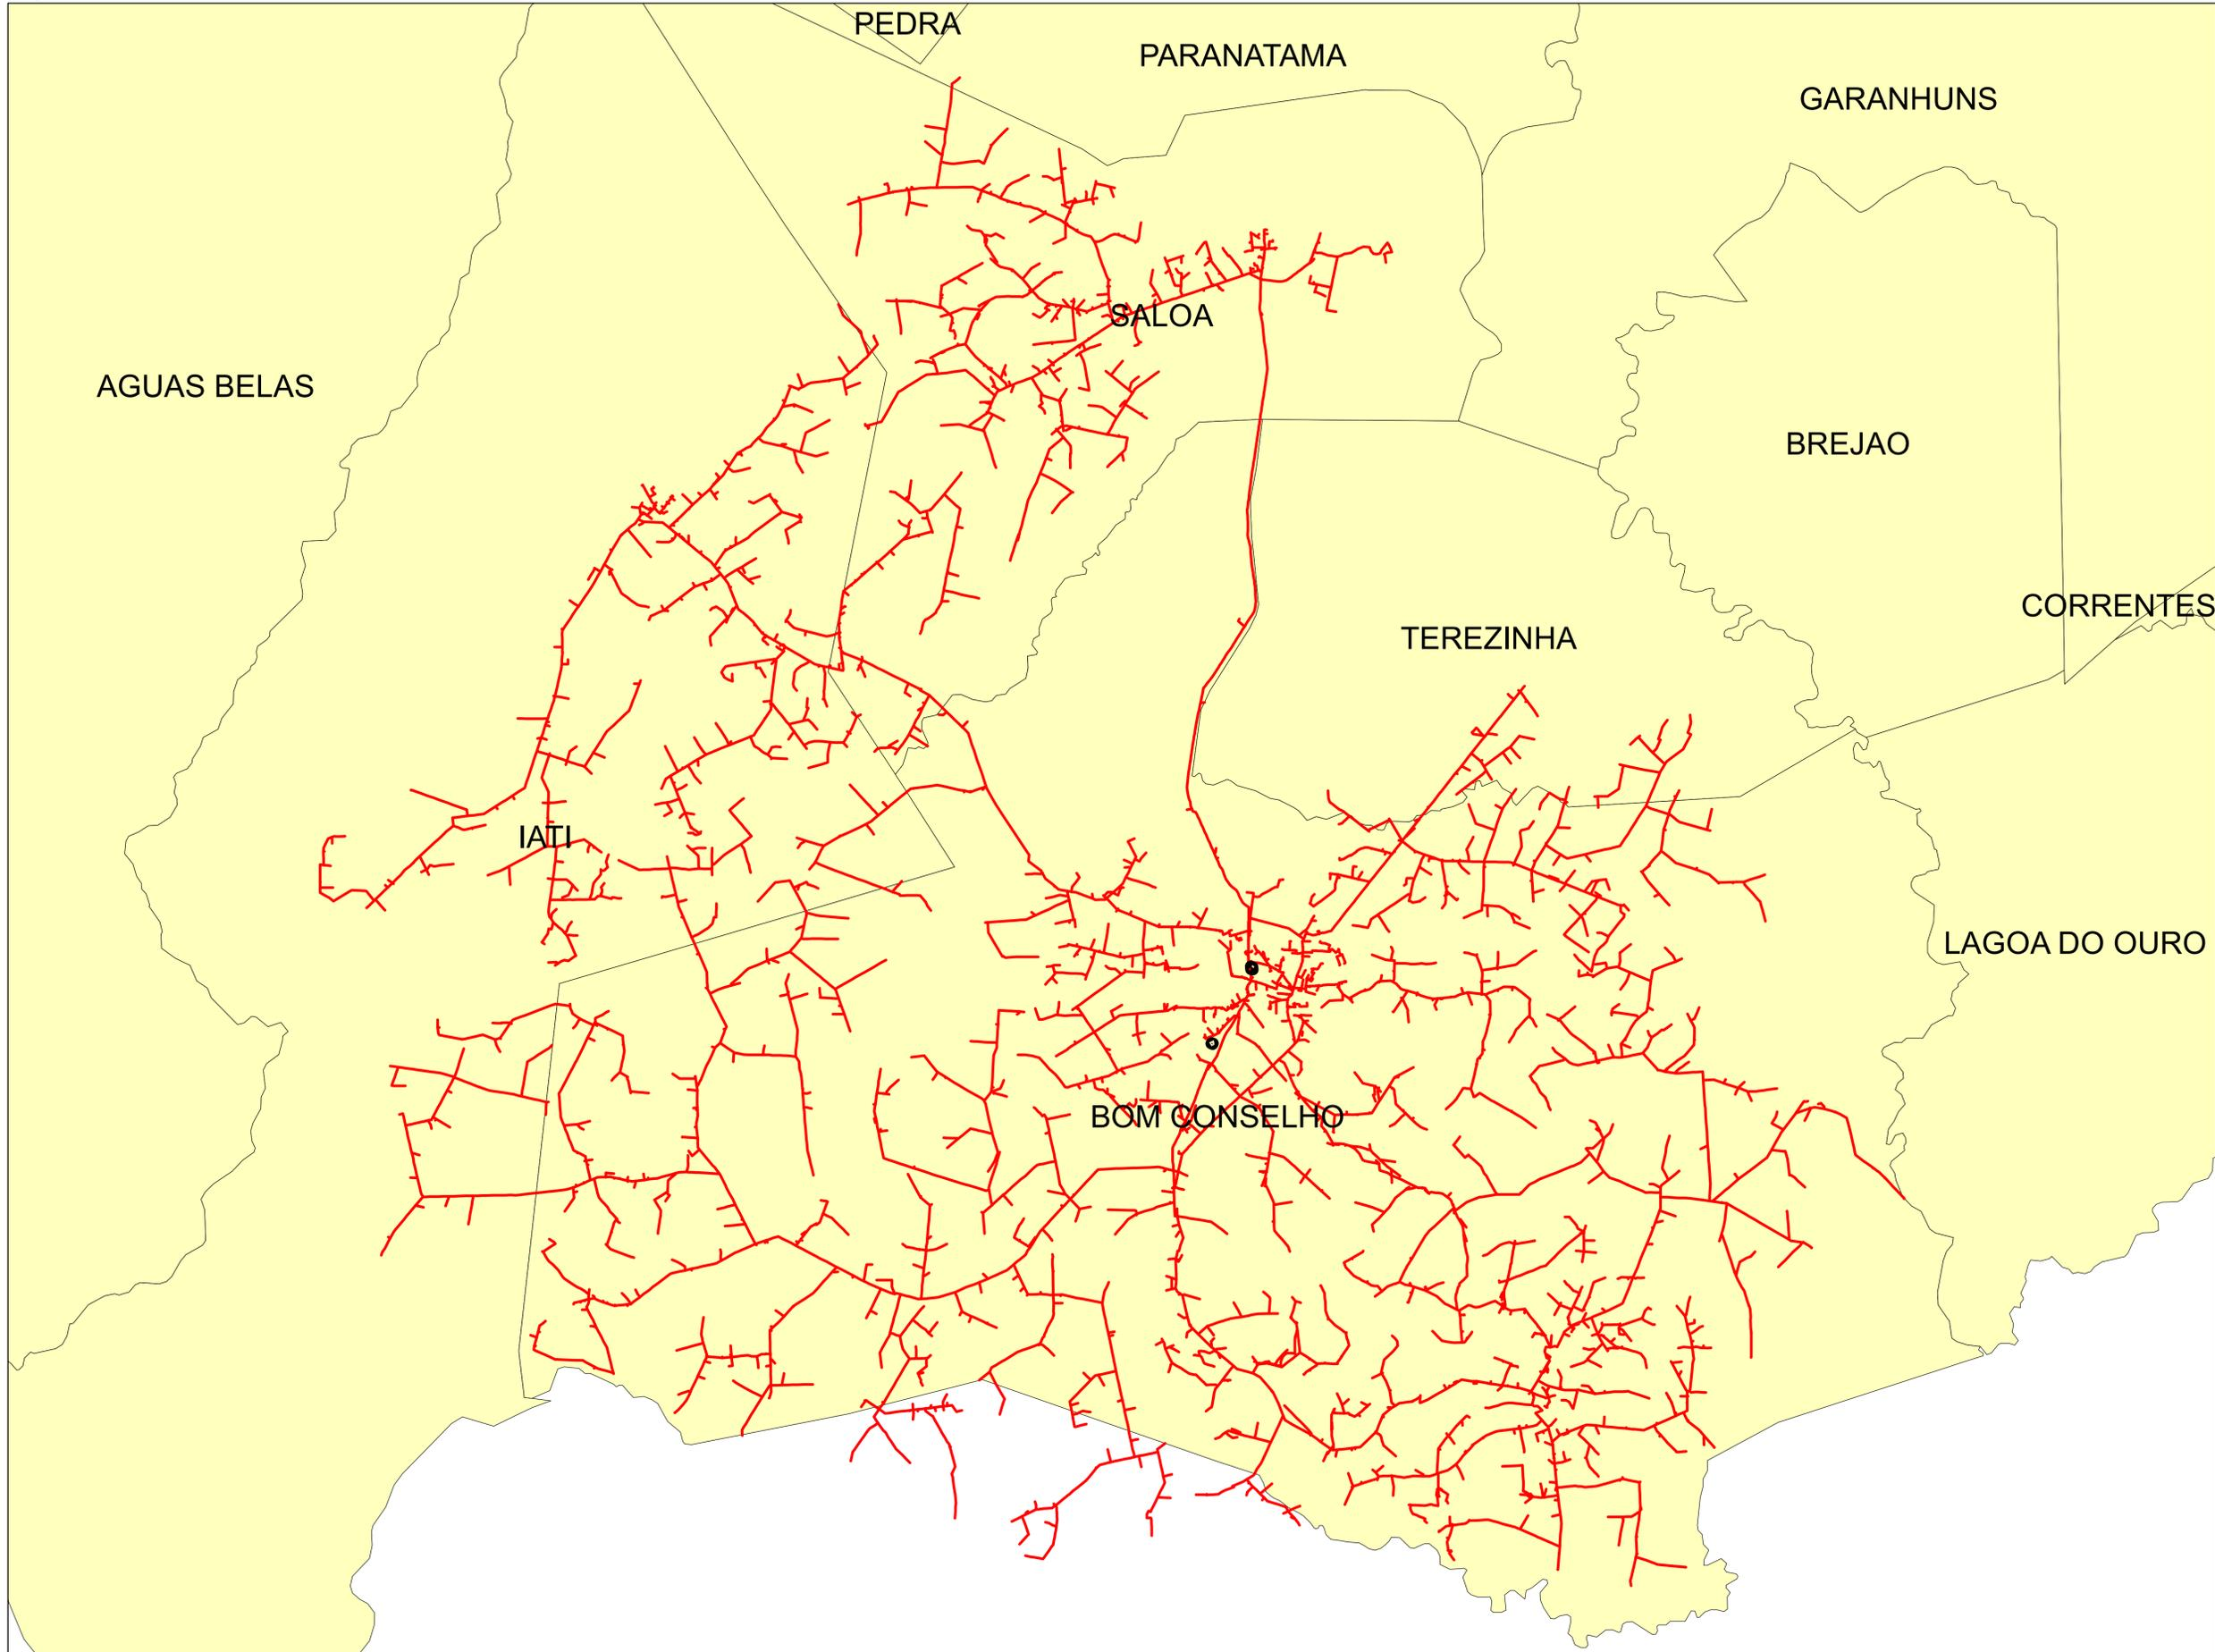 PEDRA
PARANATAMA
GARANHUNS
SALOA
AGUAS BELAS
BREJAO
CORRENTES
TEREZINHA
IATI
LAGOA DO OURO
BOM CONSELHO